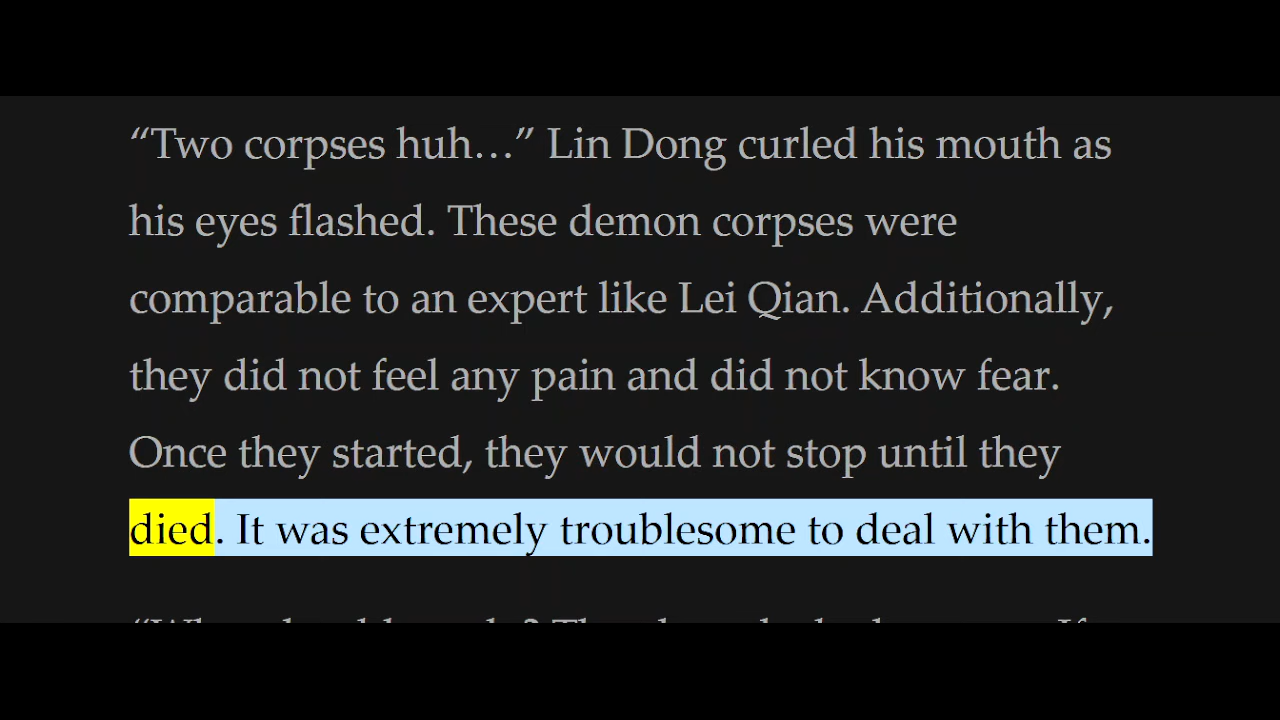 “Two corpses huh…” Lin Dong curled his mouth as
his eyes flashed. These demon corpses were
comparable to an expert like Lei Qian. Additionally,
they did not feel any pain and did not know fear.
Once they started, they would not stop until they
died. It was extremely troublesome to deal with them.